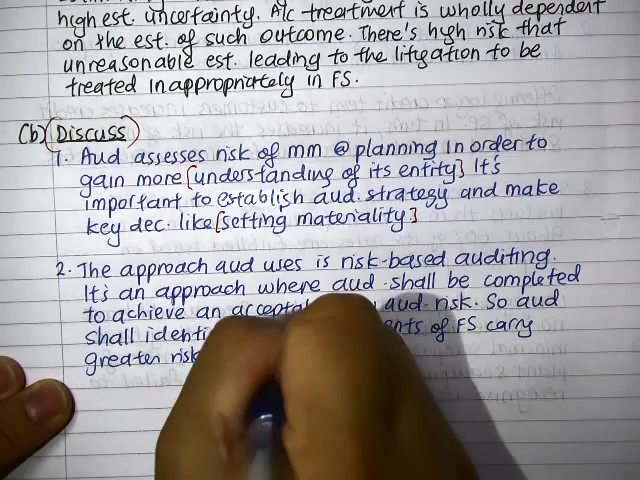 high est. uncertainty. A/c treatment is wholly dependent
on the est. of such outcome. There's high risk that
unreasonable est. leading to the litgation to be
treated inappropriately in FS.
(b) Discuss
1. Aud assesses risk of mm @ planning in order to
gain more [understanding of its entity] It's
important to establish aud. strategy and make
key dec. like [setting materiality]
2. The approach aud uses is risk-based auditing.
It's an approach where aud. shall be completed
to achieve an aud. risk. So aud
shall of FS carry
greater risk